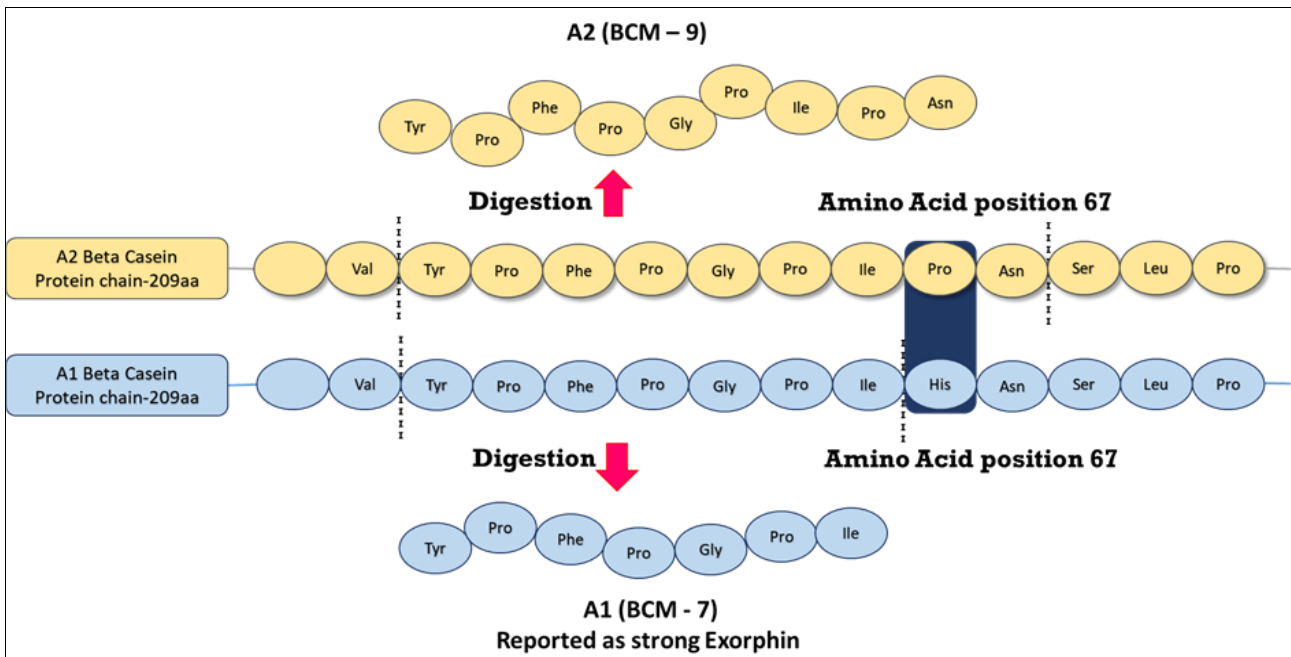 A2 (BCM – 9)
Tyr Pro Phe Pro Gly Pro Ile Pro Asn
Digestion
Amino Acid position 67
A2 Beta Casein
Protein chain-209aa
Val Tyr Pro Phe Pro Gly Pro Ile Pro Asn Ser Leu Pro
A1 Beta Casein
Protein chain-209aa
Val Tyr Pro Phe Pro Gly Pro Ile His Asn Ser Leu Pro
Digestion
Amino Acid position 67
Tyr Pro Phe Pro Gly Pro Ile
A1 (BCM - 7)
Reported as strong Exorphin